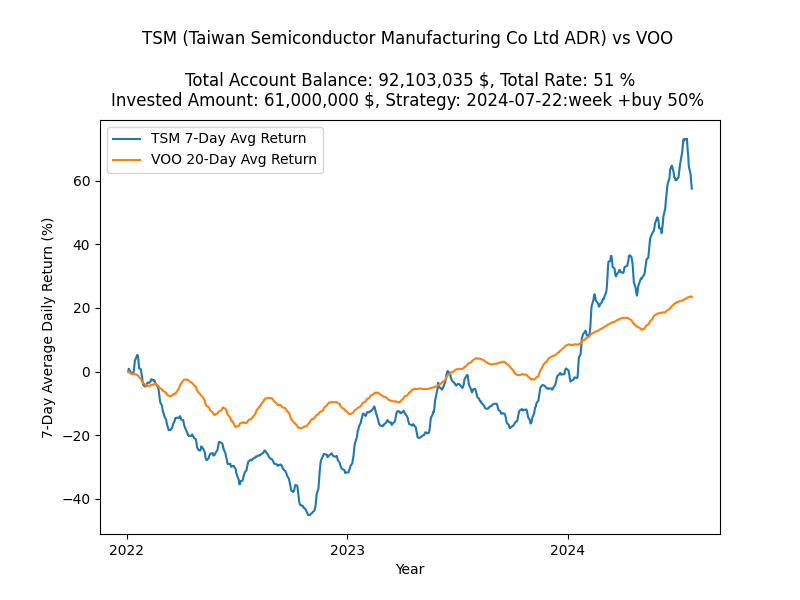 TSM (Taiwan Semiconductor Manufacturing Co Ltd ADR) vs VOO
Total Account Balance: 92,103,035 $, Total Rate: 51 %
Invested Amount: 61,000,000 $, Strategy: 2024-07-22:week +buy 50%
TSM 7-Day Avg Return
VOO 20-Day Avg Return
7-Day Average Daily Return (%)
60
40
20
0
−20
−40
2022
2023
2024
Year